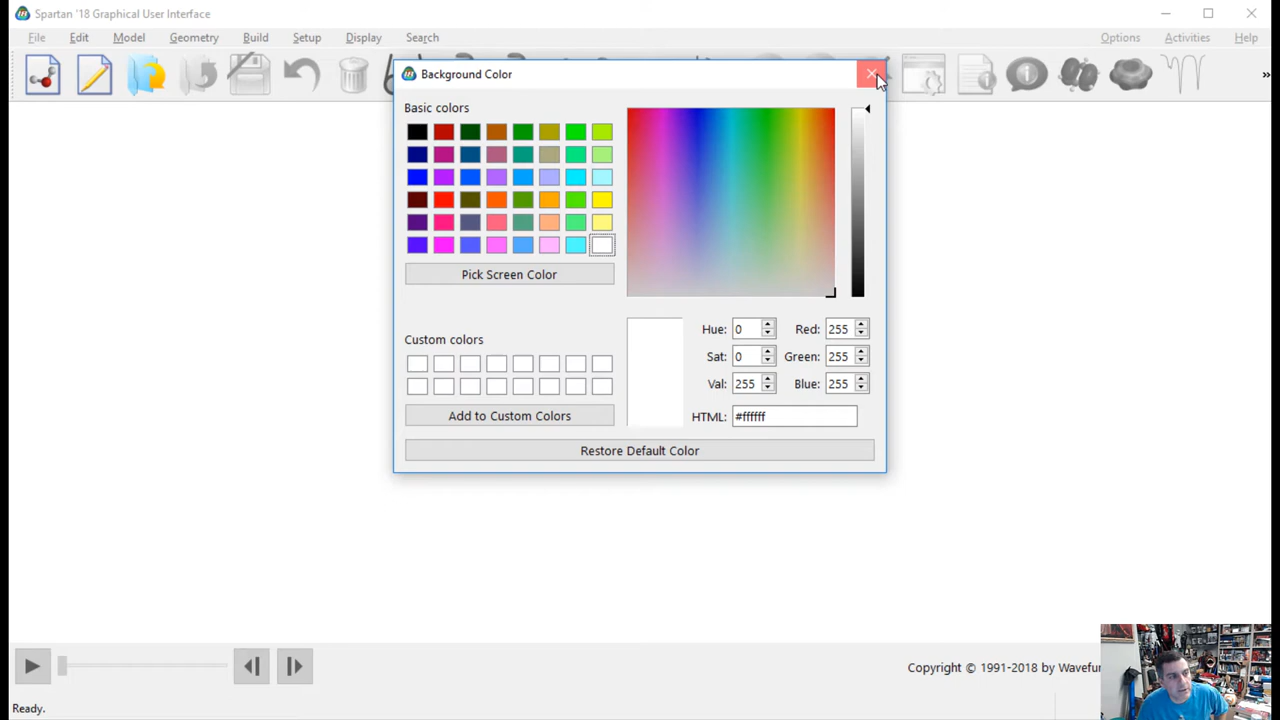 Spartan '18 Graphical User Interface
File Edit Model Geometry Build Setup Display Search Options Activities Help
»
Background Color
Basic colors
Pick Screen Color
Custom colors
Add to Custom Colors
Hue: 0 Red: 255
Sat: 0 Green: 255
Val: 255 Blue: 255
HTML: #ffffff
Restore Default Color
Copyright © 1991-2018 by Wavefu
Ready.